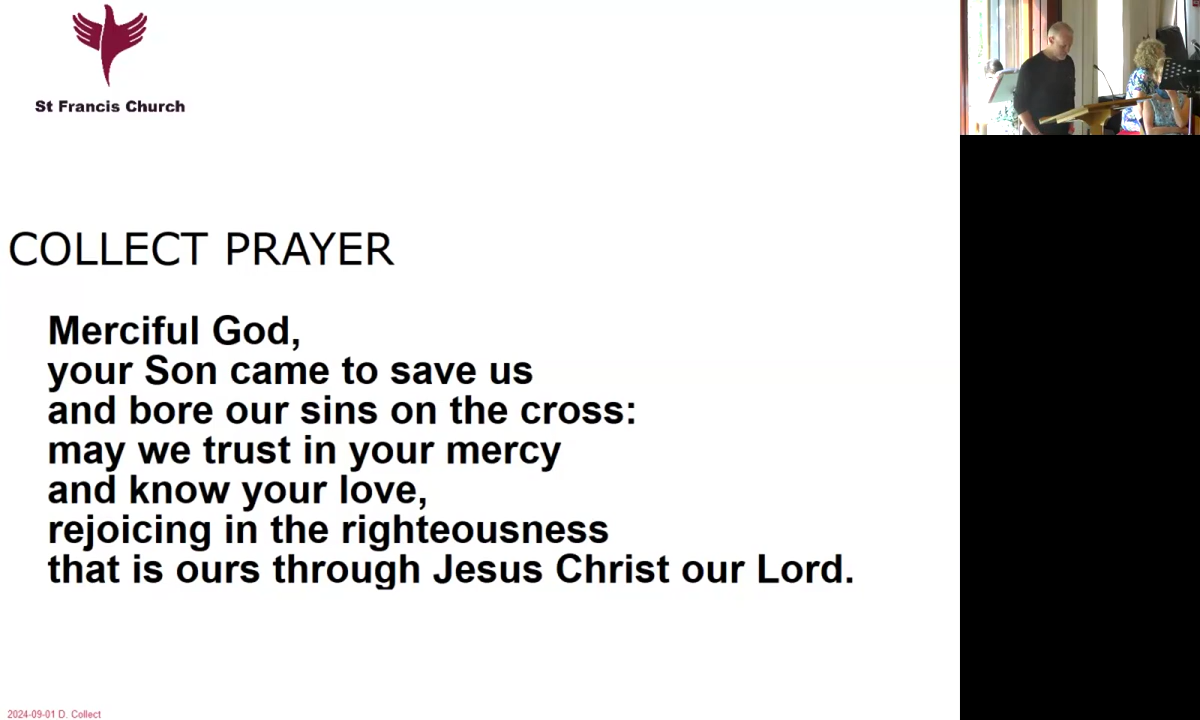 St Francis Church
COLLECT PRAYER
Merciful God,
your Son came to save us
and bore our sins on the cross:
may we trust in your mercy
and know your love,
rejoicing in the righteousness
that is ours through Jesus Christ our Lord.
2024-09-01 D. Collect